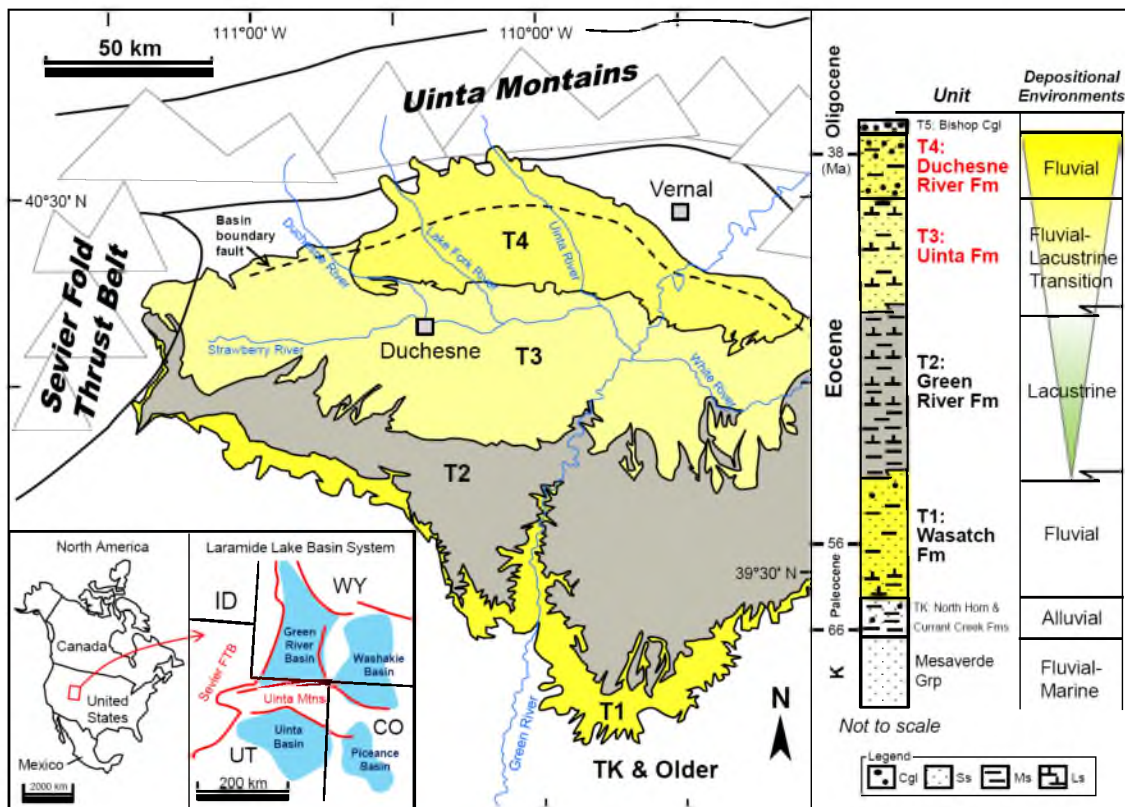 50 km
111°00' W
110°00' W
Uinta Montains
40°30' N
Vernal
Basin
boundary
fault
Duchesne River
Lake Fork River
Uinta River
T4
Sevier Fold
Thrust Belt
Strawberry River
Duchesne
T3
White River
T2
39°30' N
T1
Green River
TK & Older
N
North America
Canada
United
States
Mexico
2000 km
Laramide Lake Basin System
ID
WY
Green
River
Basin
Washakie
Basin
Sevier FTB
Uinta Mtns
UT
Uinta
Basin
CO
Piceance
Basin
200 km
Unit
Depositional
Environments
Oligocene
38
(Ma)
Eocene
56
Paleocene
66
K
T5: Bishop Cgl
T4:
Duchesne
River Fm
Fluvial
T3:
Uinta Fm
Fluvial-
Lacustrine
Transition
T2:
Green
River Fm
Lacustrine
T1:
Wasatch
Fm
Fluvial
TK: North Horn &
Currant Creek Fms
Alluvial
Mesaverde
Grp
Fluvial-
Marine
Not to scale
Legend
Cgl
Ss
Ms
Ls